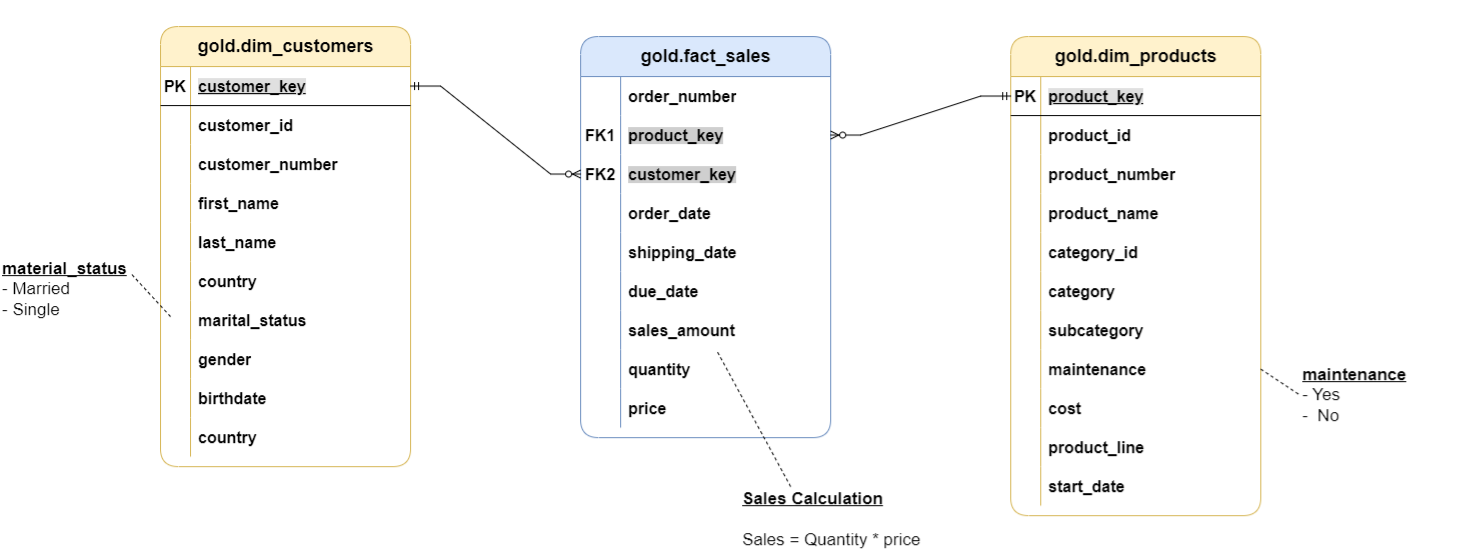 gold.dim_customers
PK customer_key
customer_id
customer_number
first_name
last_name
country
marital_status
gender
birthdate
country
material_status
- Married
- Single
gold.fact_sales
order_number
FK1 product_key
FK2 customer_key
order_date
shipping_date
due_date
sales_amount
quantity
price
Sales Calculation
Sales = Quantity * price
gold.dim_products
PK product_key
product_id
product_number
product_name
category_id
category
subcategory
maintenance
cost
product_line
start_date
maintenance
- Yes
- No